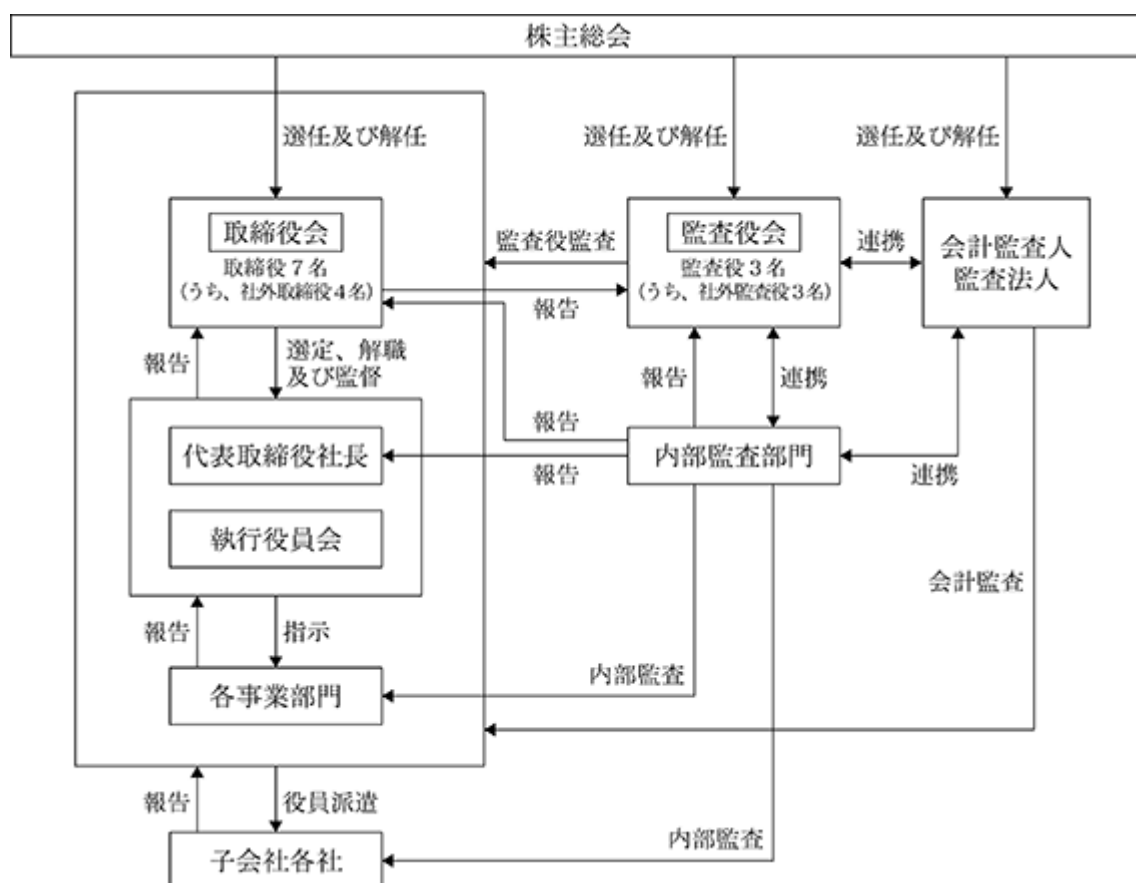 株主総会
選任及び解任
選任及び解任
選任及び解任
取締役会
取締役7名
(うち、社外取締役4名)
監査役監査
報告
監査役会
監査役3名
(うち、社外監査役3名)
連携
会計監査人
監査法人
報告
選定、解職
及び監督
報告
連携
報告
代表取締役社長
報告
内部監査部門
連携
執行役員会
会計監査
報告
指示
内部監査
各事業部門
報告
役員派遣
内部監査
子会社各社